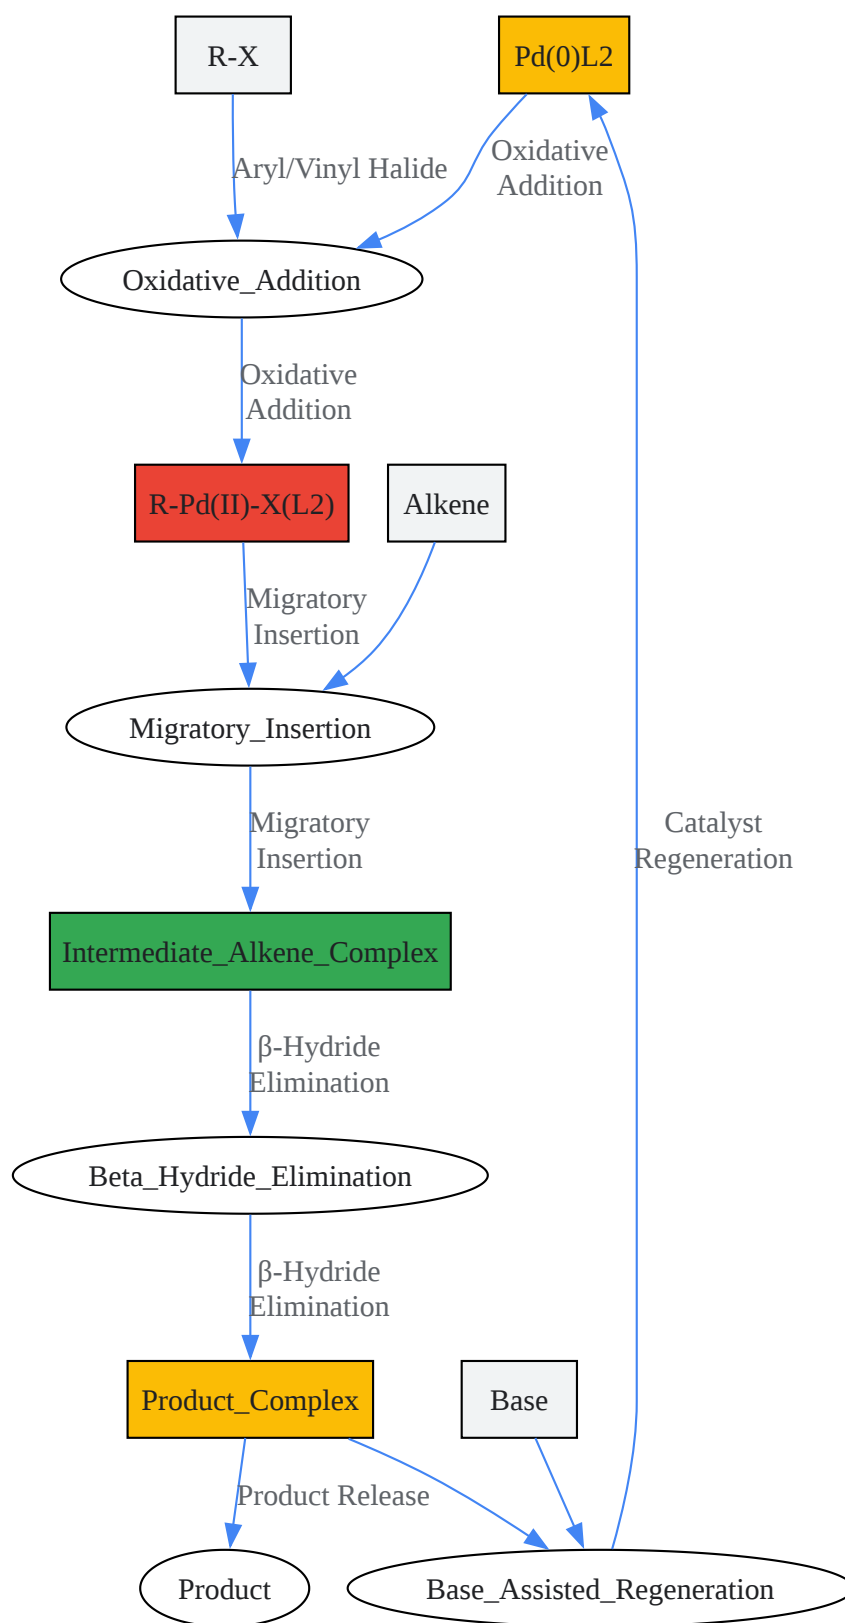 R-X
Pd(0)L2
Aryl/Vinyl Halide
Oxidative
Addition
Oxidative_Addition
Oxidative
Addition
R-Pd(II)-X(L2)
Alkene
Migratory
Insertion
Migratory_Insertion
Migratory
Insertion
Catalyst
Regeneration
Intermediate_Alkene_Complex
β-Hydride
Elimination
Beta_Hydride_Elimination
β-Hydride
Elimination
Product_Complex
Base
Product Release
Product
Base_Assisted_Regeneration